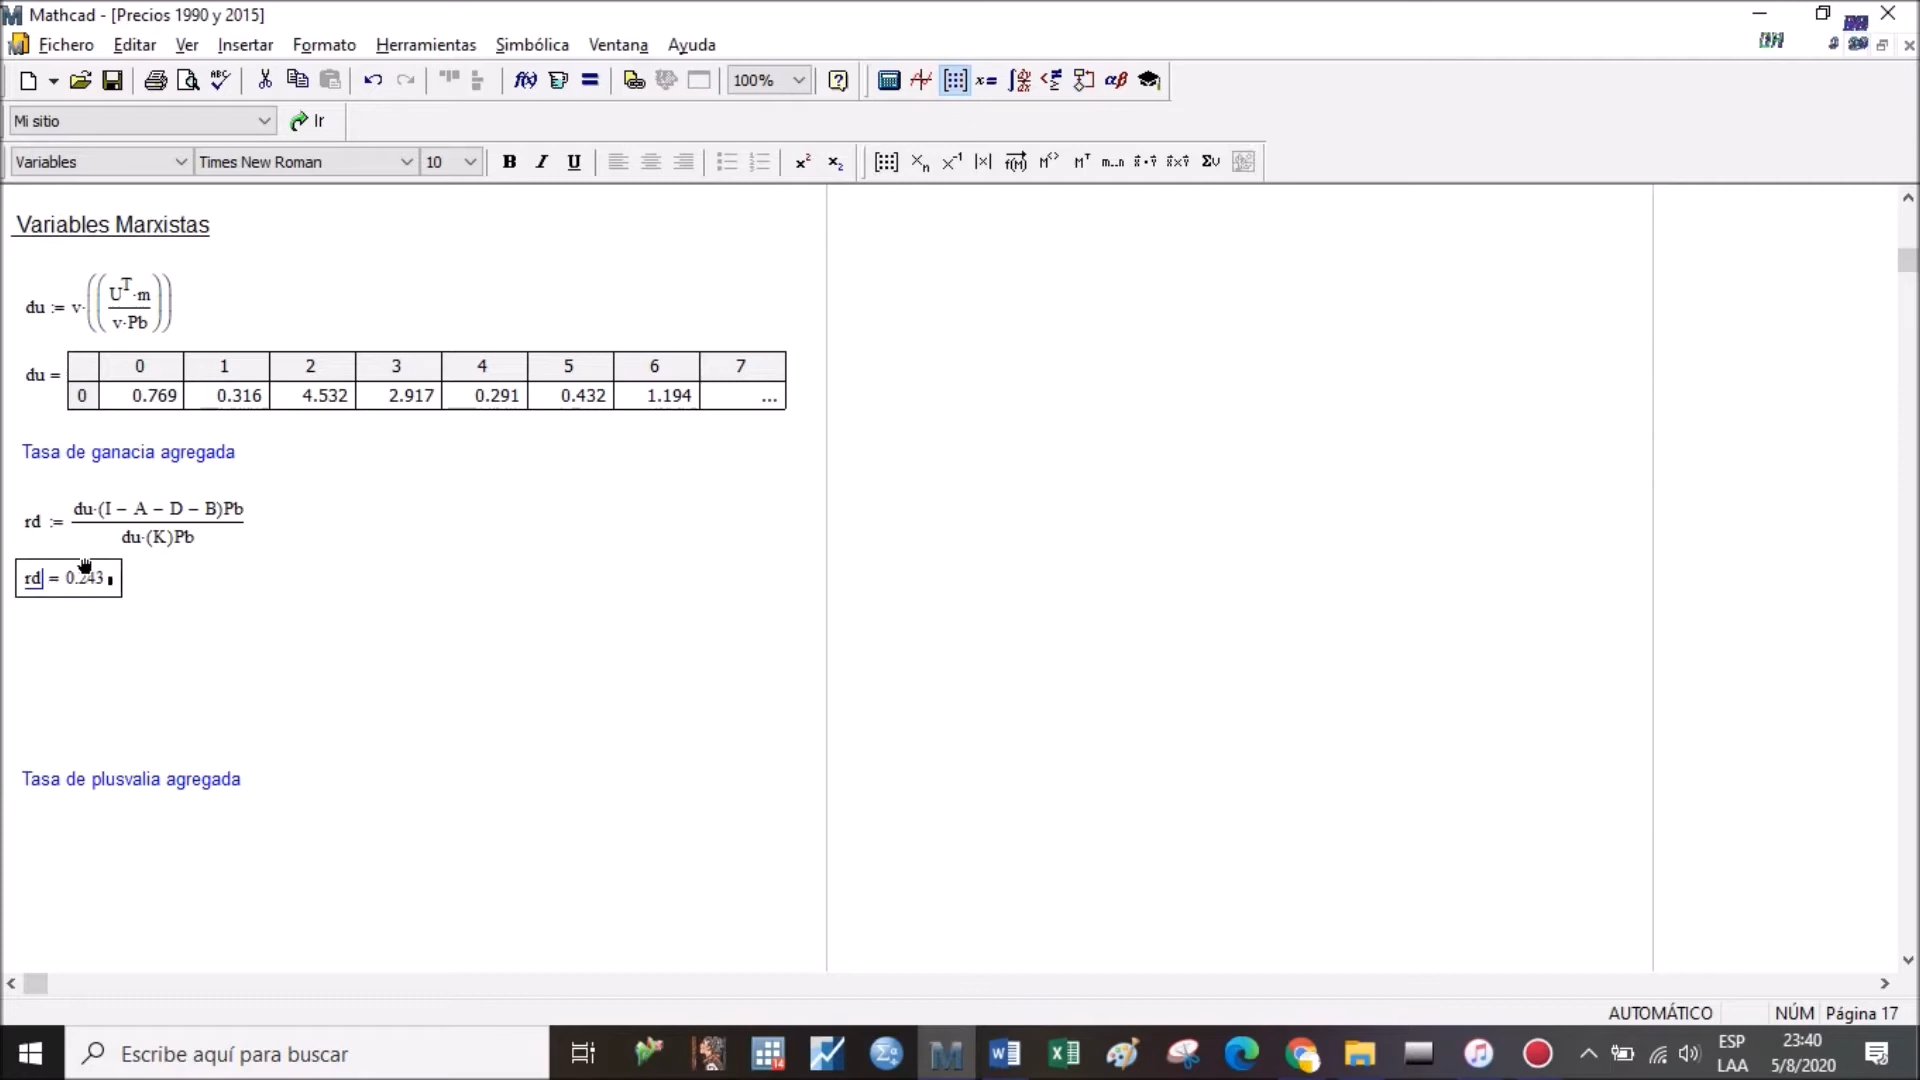 Mathcad - [Precios 1990 y 2015]
Fichero Editar Ver Insertar Formato Herramientas Simbólica Ventana Ayuda
100%
Mi sitio Ir
Variables Times New Roman 10 B I U
Variables Marxistas
du := v·((U^T·m / v·Pb))
0 1 2 3 4 5 6 7
du = 0 0.769 0.316 4.532 2.917 0.291 0.432 1.194 ...
Tasa de ganacia agregada
rd := du·(I − A − D − B)Pb / du·(K)Pb
rd = 0.243
Tasa de plusvalia agregada
AUTOMÁTICO NÚM Página 17
Escribe aquí para buscar
ESP 23:40
LAA 5/8/2020